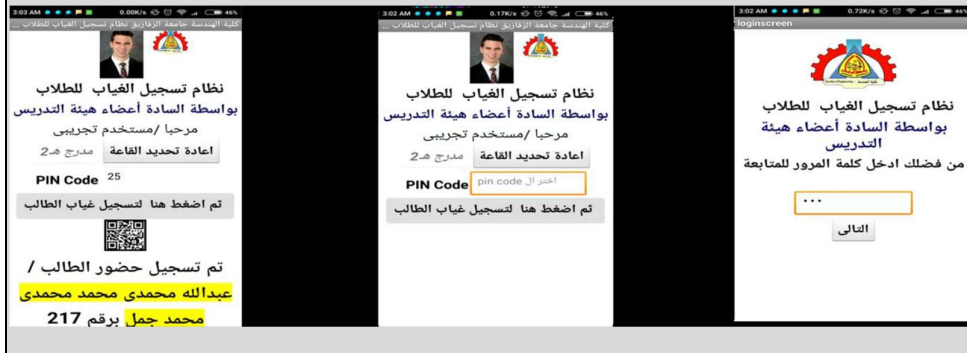 3:03 AM 0.00K/s 46%
كلية الهندسة جامعة الزقازيق نظام تسجيل الغياب للطلاب ...
نظام تسجيل الغياب للطلاب
بواسطة السادة أعضاء هيئة التدريس
مرحبا /مستخدم تجريبى
اعادة تحديد القاعة مدرج هـ2
PIN Code 25
ثم اضغط هنا لتسجيل غياب الطالب
تم تسجيل حضور الطالب /
عبدالله محمدى محمد محمدى
محمد جمل برقم 217
3:02 AM 0.17K/s 46%
كلية الهندسة جامعة الزقازيق نظام تسجيل الغياب للطلاب ...
نظام تسجيل الغياب للطلاب
بواسطة السادة أعضاء هيئة التدريس
مرحبا /مستخدم تجريبى
اعادة تحديد القاعة مدرج هـ2
PIN Code اختر ال pin code
ثم اضغط هنا لتسجيل غياب الطالب
3:02 AM 0.72K/s 46%
loginscreen
نظام تسجيل الغياب للطلاب
بواسطة السادة أعضاء هيئة
التدريس
من فضلك ادخل كلمة المرور للمتابعة
التالى